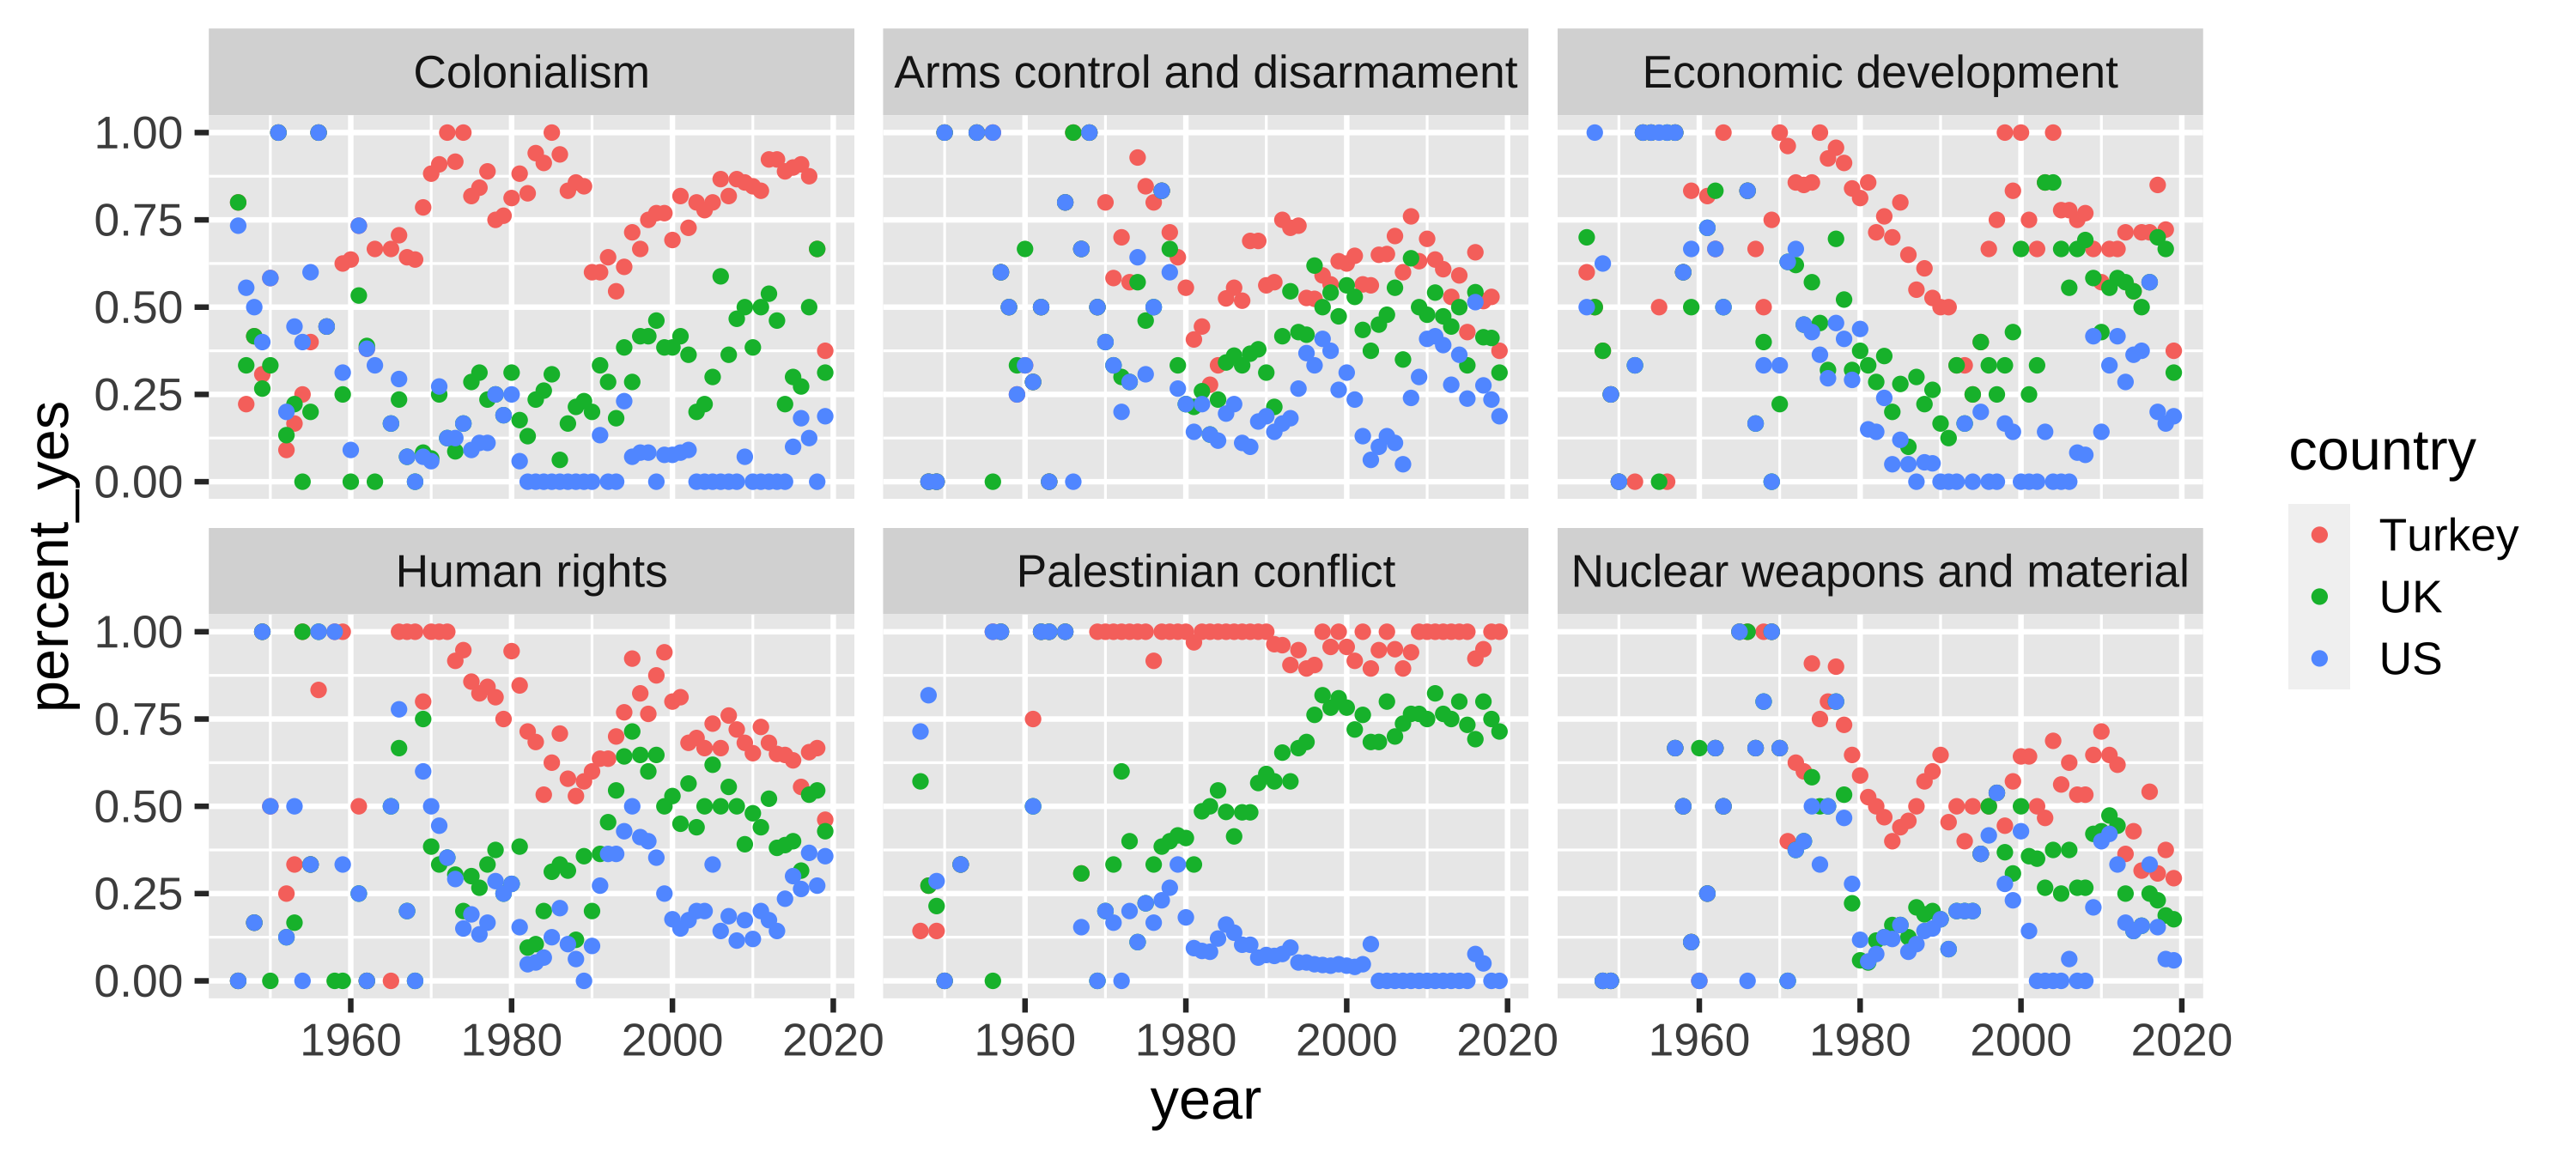 Colonialism
Arms control and disarmament
Economic development
1.00
0.75
0.50
0.25
0.00
Human rights
Palestinian conflict
Nuclear weapons and material
1.00
0.75
0.50
0.25
0.00
1960 1980 2000 2020
1960 1980 2000 2020
1960 1980 2000 2020
year
percent_yes
country
Turkey
UK
US